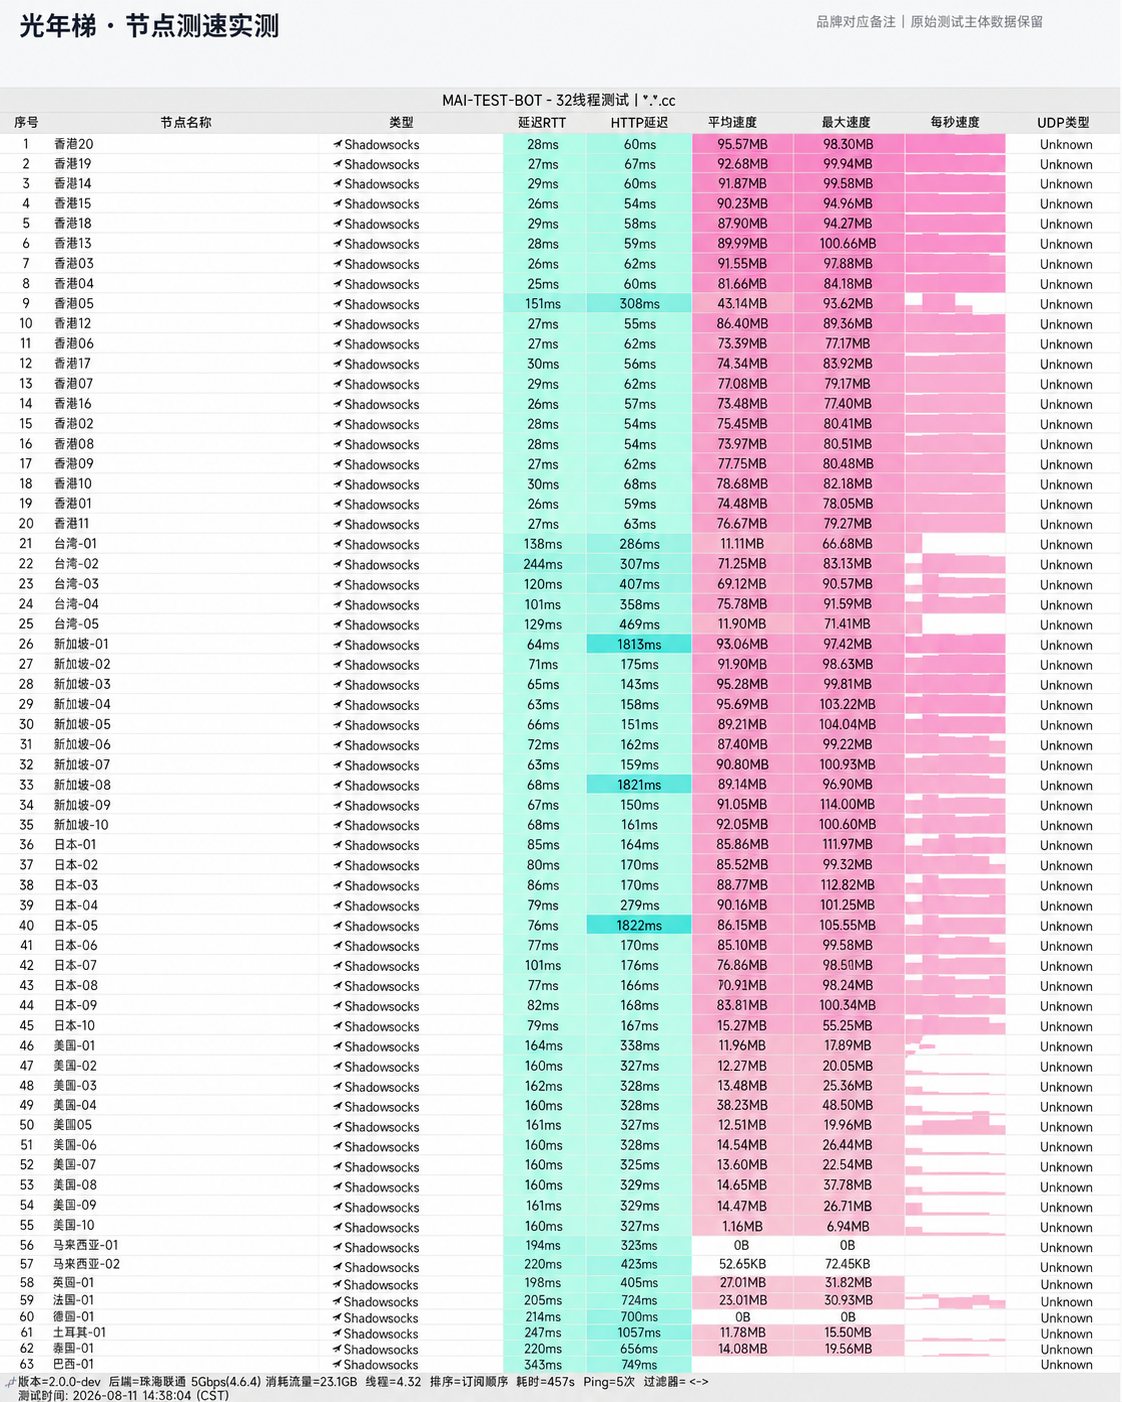 光年梯 · 节点测速实测
品牌对应备注 | 原始测试主体数据保留
MAI-TEST-BOT - 32线程测试 | *.*.cc
序号 节点名称 类型 延迟RTT HTTP延迟 平均速度 最大速度 每秒速度 UDP类型
1 香港20 Shadowsocks 28ms 60ms 95.57MB 98.30MB Unknown
2 香港19 Shadowsocks 27ms 67ms 92.68MB 99.94MB Unknown
3 香港14 Shadowsocks 29ms 60ms 91.87MB 99.58MB Unknown
4 香港15 Shadowsocks 26ms 54ms 90.23MB 94.96MB Unknown
5 香港18 Shadowsocks 29ms 58ms 87.90MB 94.27MB Unknown
6 香港13 Shadowsocks 28ms 59ms 89.99MB 100.66MB Unknown
7 香港03 Shadowsocks 26ms 62ms 91.55MB 97.88MB Unknown
8 香港04 Shadowsocks 25ms 60ms 81.66MB 84.18MB Unknown
9 香港05 Shadowsocks 151ms 308ms 43.14MB 93.62MB Unknown
10 香港12 Shadowsocks 27ms 55ms 86.40MB 89.36MB Unknown
11 香港06 Shadowsocks 27ms 62ms 73.39MB 77.17MB Unknown
12 香港17 Shadowsocks 30ms 56ms 74.34MB 83.92MB Unknown
13 香港07 Shadowsocks 29ms 62ms 77.08MB 79.17MB Unknown
14 香港16 Shadowsocks 26ms 57ms 73.48MB 77.40MB Unknown
15 香港02 Shadowsocks 28ms 54ms 75.45MB 80.41MB Unknown
16 香港08 Shadowsocks 28ms 54ms 73.97MB 80.51MB Unknown
17 香港09 Shadowsocks 27ms 62ms 77.75MB 80.48MB Unknown
18 香港10 Shadowsocks 30ms 68ms 78.68MB 82.18MB Unknown
19 香港01 Shadowsocks 26ms 59ms 74.48MB 78.05MB Unknown
20 香港11 Shadowsocks 27ms 63ms 76.67MB 79.27MB Unknown
21 台湾-01 Shadowsocks 138ms 286ms 11.11MB 66.68MB Unknown
22 台湾-02 Shadowsocks 244ms 307ms 71.25MB 83.13MB Unknown
23 台湾-03 Shadowsocks 120ms 407ms 69.12MB 90.57MB Unknown
24 台湾-04 Shadowsocks 101ms 358ms 75.78MB 91.59MB Unknown
25 台湾-05 Shadowsocks 129ms 469ms 11.90MB 71.41MB Unknown
26 新加坡-01 Shadowsocks 64ms 1813ms 93.06MB 97.42MB Unknown
27 新加坡-02 Shadowsocks 71ms 175ms 91.90MB 98.63MB Unknown
28 新加坡-03 Shadowsocks 65ms 143ms 95.28MB 99.81MB Unknown
29 新加坡-04 Shadowsocks 63ms 158ms 95.69MB 103.22MB Unknown
30 新加坡-05 Shadowsocks 66ms 151ms 89.21MB 104.04MB Unknown
31 新加坡-06 Shadowsocks 72ms 162ms 87.40MB 99.22MB Unknown
32 新加坡-07 Shadowsocks 63ms 159ms 90.80MB 100.93MB Unknown
33 新加坡-08 Shadowsocks 68ms 1821ms 89.14MB 96.90MB Unknown
34 新加坡-09 Shadowsocks 67ms 150ms 91.05MB 114.00MB Unknown
35 新加坡-10 Shadowsocks 68ms 161ms 92.05MB 100.60MB Unknown
36 日本-01 Shadowsocks 85ms 164ms 85.86MB 111.97MB Unknown
37 日本-02 Shadowsocks 80ms 170ms 85.52MB 99.32MB Unknown
38 日本-03 Shadowsocks 86ms 170ms 88.77MB 112.82MB Unknown
39 日本-04 Shadowsocks 79ms 279ms 90.16MB 101.25MB Unknown
40 日本-05 Shadowsocks 76ms 1822ms 86.15MB 105.55MB Unknown
41 日本-06 Shadowsocks 77ms 170ms 85.10MB 99.58MB Unknown
42 日本-07 Shadowsocks 101ms 176ms 76.86MB 98.50MB Unknown
43 日本-08 Shadowsocks 77ms 166ms 70.91MB 98.24MB Unknown
44 日本-09 Shadowsocks 82ms 168ms 83.81MB 100.34MB Unknown
45 日本-10 Shadowsocks 79ms 167ms 15.27MB 55.25MB Unknown
46 美国-01 Shadowsocks 164ms 338ms 11.96MB 17.89MB Unknown
47 美国-02 Shadowsocks 160ms 327ms 12.27MB 20.05MB Unknown
48 美国-03 Shadowsocks 162ms 328ms 13.48MB 25.36MB Unknown
49 美国-04 Shadowsocks 160ms 328ms 38.23MB 48.50MB Unknown
50 美国05 Shadowsocks 161ms 327ms 12.51MB 19.96MB Unknown
51 美国-06 Shadowsocks 160ms 328ms 14.54MB 26.44MB Unknown
52 美国-07 Shadowsocks 160ms 325ms 13.60MB 22.54MB Unknown
53 美国-08 Shadowsocks 160ms 329ms 14.65MB 37.78MB Unknown
54 美国-09 Shadowsocks 161ms 329ms 14.47MB 26.71MB Unknown
55 美国-10 Shadowsocks 160ms 327ms 1.16MB 6.94MB Unknown
56 马来西亚-01 Shadowsocks 194ms 323ms 0B 0B Unknown
57 马来西亚-02 Shadowsocks 220ms 423ms 52.65KB 72.45KB Unknown
58 英国-01 Shadowsocks 198ms 405ms 27.01MB 31.82MB Unknown
59 法国-01 Shadowsocks 205ms 724ms 23.01MB 30.93MB Unknown
60 德国-01 Shadowsocks 214ms 700ms 0B 0B Unknown
61 土耳其-01 Shadowsocks 247ms 1057ms 11.78MB 15.50MB Unknown
62 泰国-01 Shadowsocks 220ms 656ms 14.08MB 19.56MB Unknown
63 巴西-01 Shadowsocks 343ms 749ms Unknown
版本=2.0.0-dev 后端=珠海联通 5Gbps(4.6.4) 消耗流量=23.1GB 线程=4.32 排序=订阅顺序 耗时=457s Ping=5次 过滤器= <->
测试时间: 2026-08-11 14:38:04 (CST)